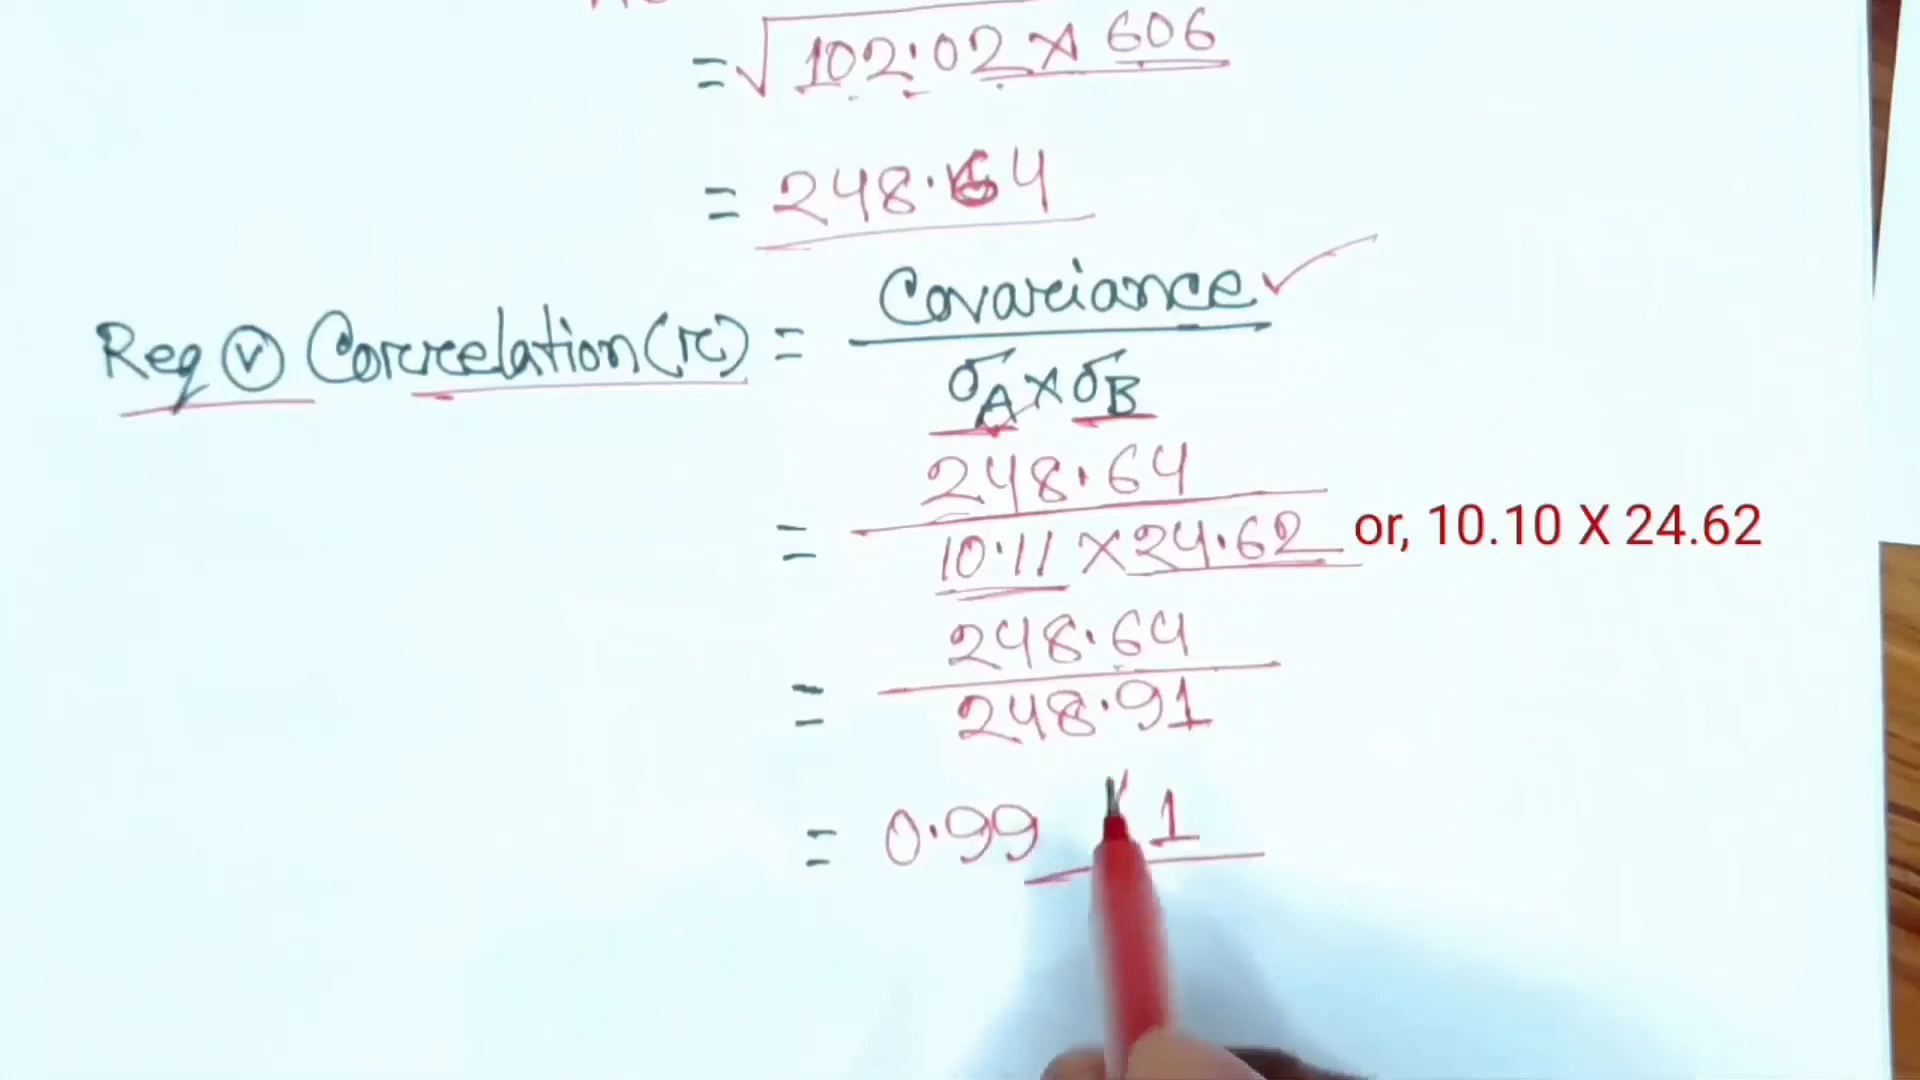 = √102.02 × 606
= 248.64
Req (v) Correlation (r) = Covariance ✓
σA × σB
= 248.64
10.11 × 24.62 or, 10.10 X 24.62
= 248.64
248.91
= 0.99 1